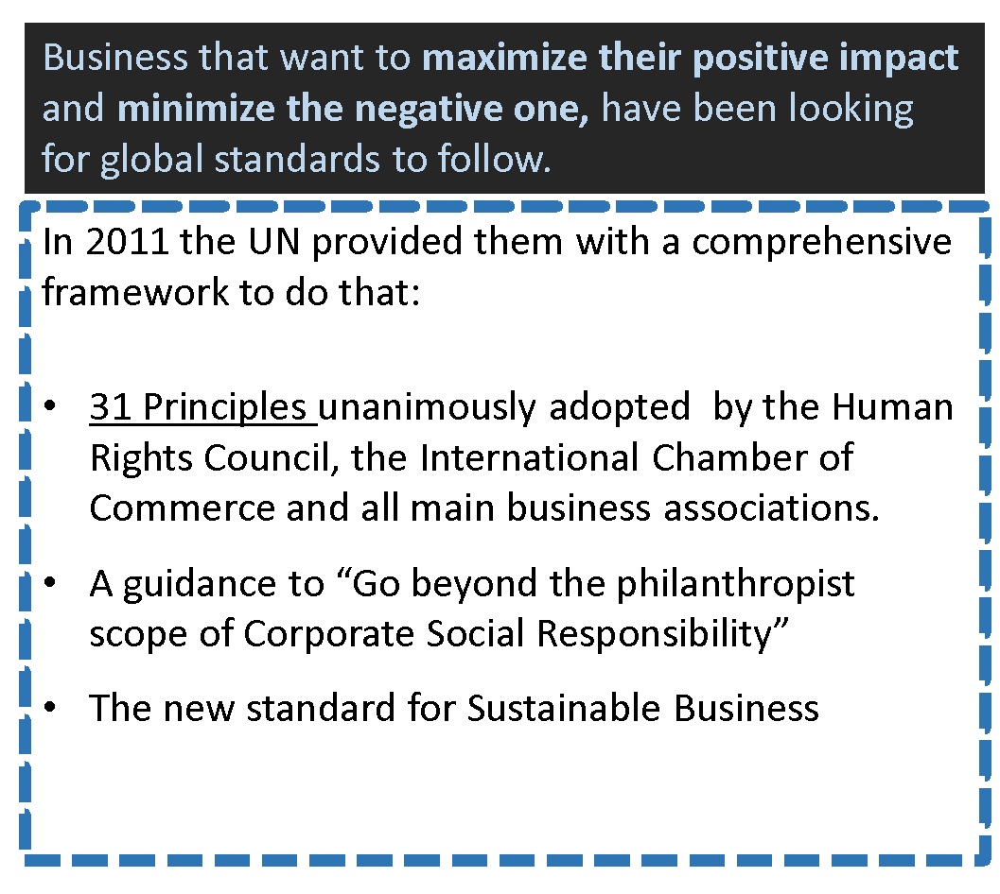 Business that want to maximize their positive impact
and minimize the negative one, have been looking
for global standards to follow.
In 2011 the UN provided them with a comprehensive
framework to do that:
• 31 Principles unanimously adopted  by the Human
Rights Council, the International Chamber of
Commerce and all main business associations.
• A guidance to “Go beyond the philanthropist
scope of Corporate Social Responsibility”
• The new standard for Sustainable Business